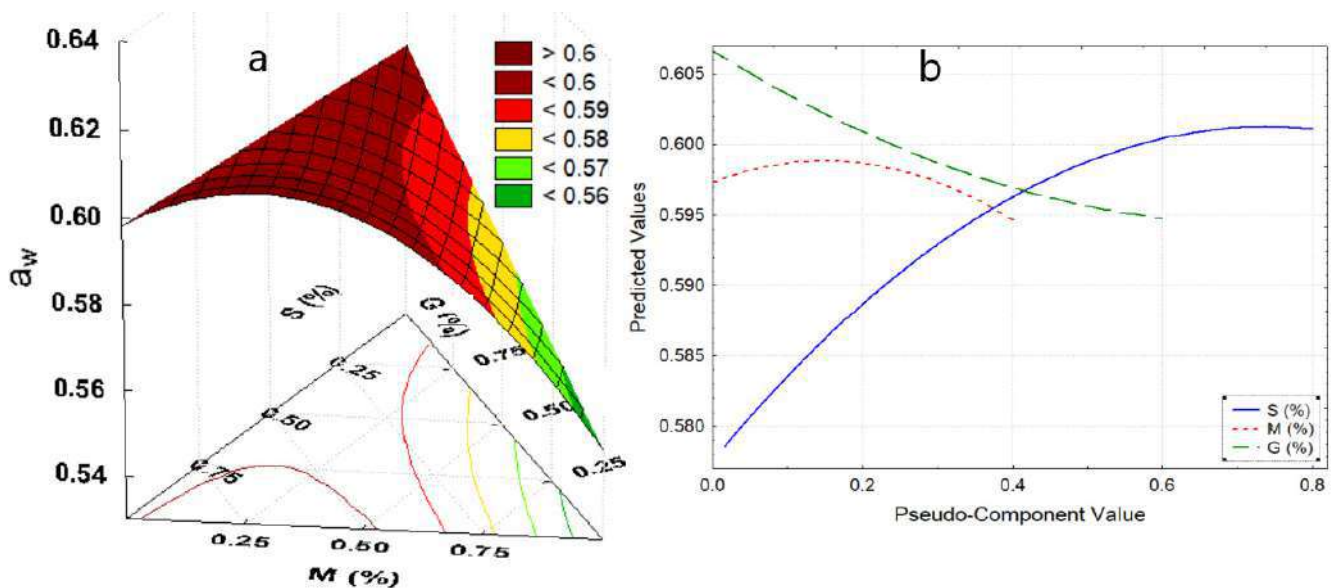 a
0.64
0.62
0.60
0.58
0.56
0.54
a_w
> 0.6
< 0.6
< 0.59
< 0.58
< 0.57
< 0.56
S (%)
0.25
0.50
0.75
G (%)
0.75
0.50
0.25
0.25
0.50
0.75
M (%)
b
0.605
0.600
0.595
0.590
0.585
0.580
Predicted Values
0.0
0.2
0.4
0.6
0.8
Pseudo-Component Value
S (%)
M (%)
G (%)